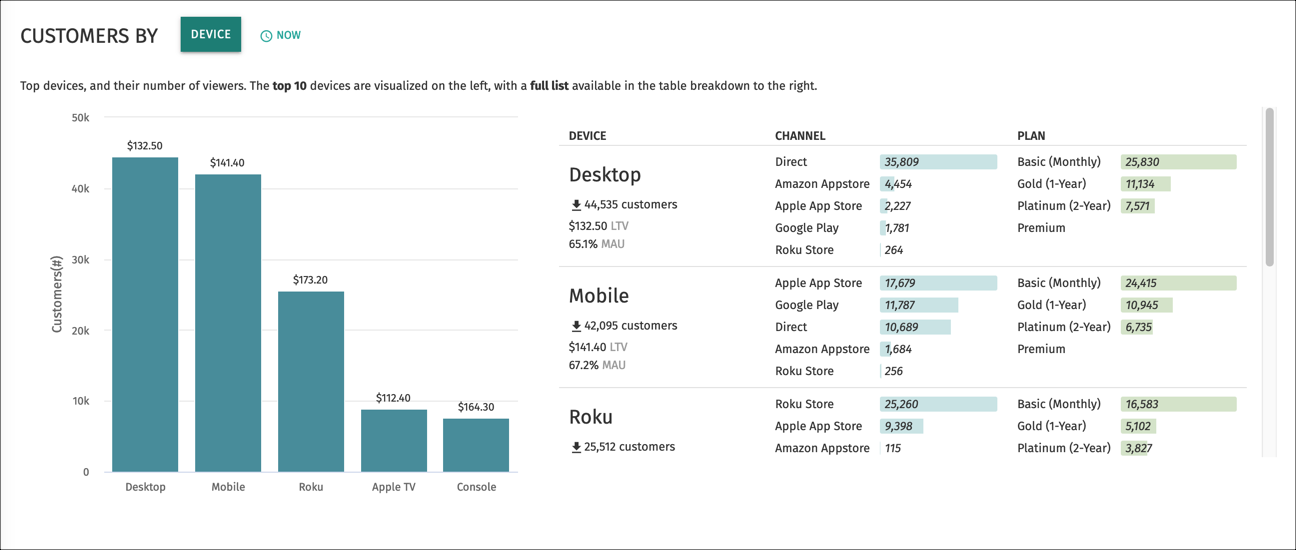 CUSTOMERS BY DEVICE NOW
Top devices, and their number of viewers. The top 10 devices are visualized on the left, with a full list available in the table breakdown to the right.
50k
40k
30k
20k
10k
0
Customers(#)
$132.50
$141.40
$173.20
$112.40
$164.30
Desktop Mobile Roku Apple TV Console
DEVICE CHANNEL PLAN
Desktop
44,535 customers
$132.50 LTV
65.1% MAU
Direct 35,809
Amazon Appstore 4,454
Apple App Store 2,227
Google Play 1,781
Roku Store 264
Basic (Monthly) 25,830
Gold (1-Year) 11,134
Platinum (2-Year) 7,571
Premium
Mobile
42,095 customers
$141.40 LTV
67.2% MAU
Apple App Store 17,679
Google Play 11,787
Direct 10,689
Amazon Appstore 1,684
Roku Store 256
Basic (Monthly) 24,415
Gold (1-Year) 10,945
Platinum (2-Year) 6,735
Premium
Roku
25,512 customers
Roku Store 25,260
Apple App Store 9,398
Amazon Appstore 115
Basic (Monthly) 16,583
Gold (1-Year) 5,102
Platinum (2-Year) 3,827